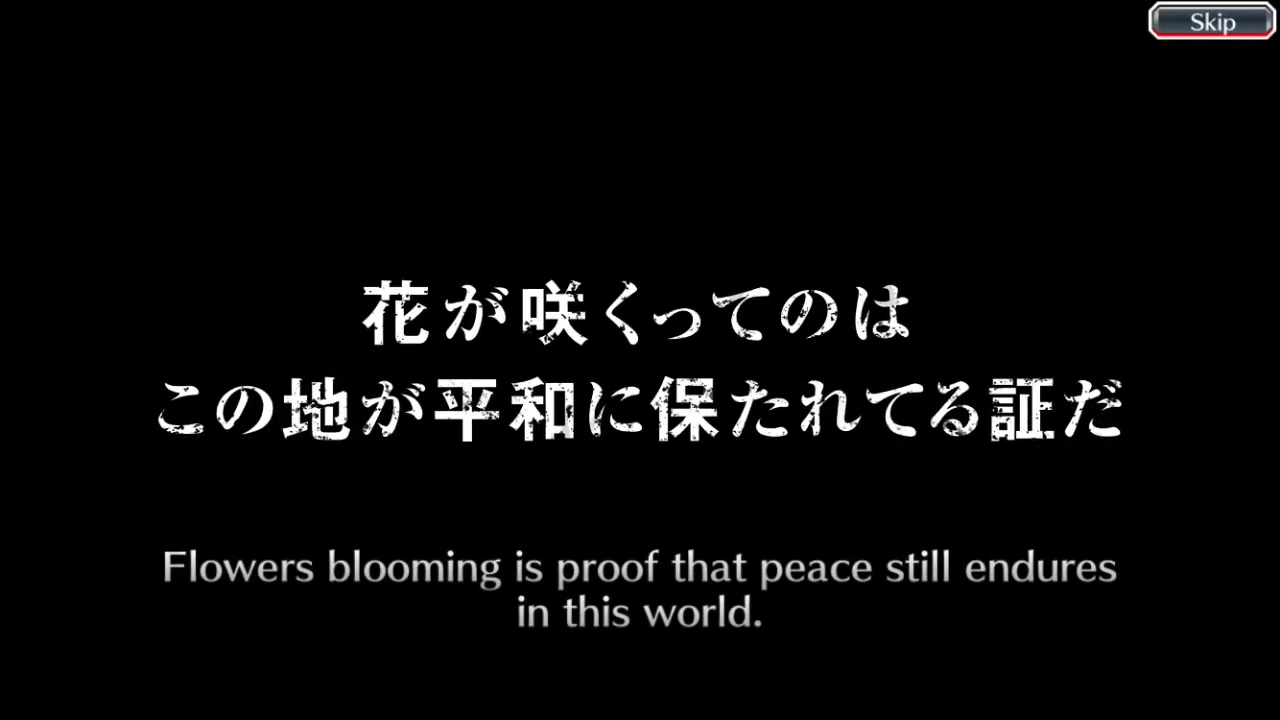 Skip
花が咲くってのは
この地が平和に保たれてる証だ
Flowers blooming is proof that peace still endures
in this world.